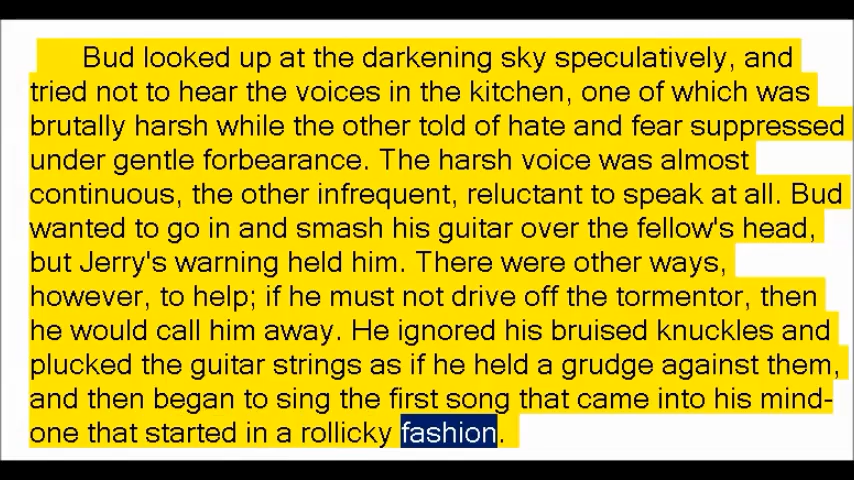 Bud looked up at the darkening sky speculatively, and
tried not to hear the voices in the kitchen, one of which was
brutally harsh while the other told of hate and fear suppressed
under gentle forbearance. The harsh voice was almost
continuous, the other infrequent, reluctant to speak at all. Bud
wanted to go in and smash his guitar over the fellow's head,
but Jerry's warning held him. There were other ways,
however, to help; if he must not drive off the tormentor, then
he would call him away. He ignored his bruised knuckles and
plucked the guitar strings as if he held a grudge against them,
and then began to sing the first song that came into his mind-
one that started in a rollicky fashion.